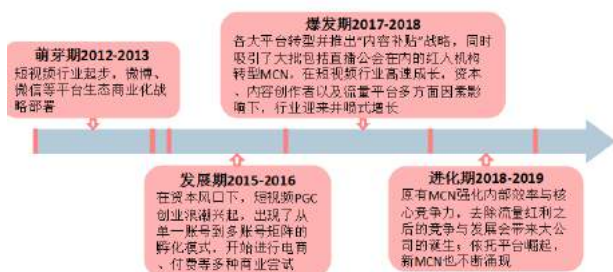 萌芽期2012-2013
短视频行业起步，微博、
微信等平台生态商业化战
略部署
爆发期2017-2018
各大平台转型并推出“内容补贴”战略，同时
吸引了大批包括直播公会在内的红人机构
转型MCN。在短视频行业高速成长，资本
、内容创作者以及流量平台多方面因素影
响下，行业迎来井喷式增长
发展期2015-2016
在资本风口下，短视频PGC
创业浪潮兴起，出现了从
单一账号到多账号矩阵的
孵化模式，开始进行电商
、付费等多种商业尝试
进化期2018-2019
原有MCN强化内部效率与核
心竞争力，去除流量红利之
后的竞争与发展会带来大公
司的诞生；依托平台崛起，
新MCN也不断涌现